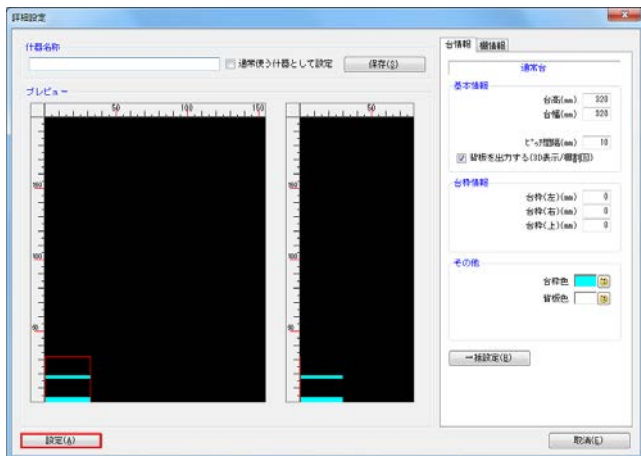 詳細設定
什器名称
通常使う什器として設定
保存(S)
プレビュー
50 100 150
50
150
100
50
150
100
50
設定(A)
台情報 棚情報
通常台
基本情報
台高(mm) 320
台幅(mm) 320
ピッチ間隔(mm) 10
背板を出力する(3D表示/棚割図)
台枠情報
台枠(左)(mm) 0
台枠(右)(mm) 0
台枠(上)(mm) 0
その他
台枠色
背板色
一括設定(B)
取消(E)